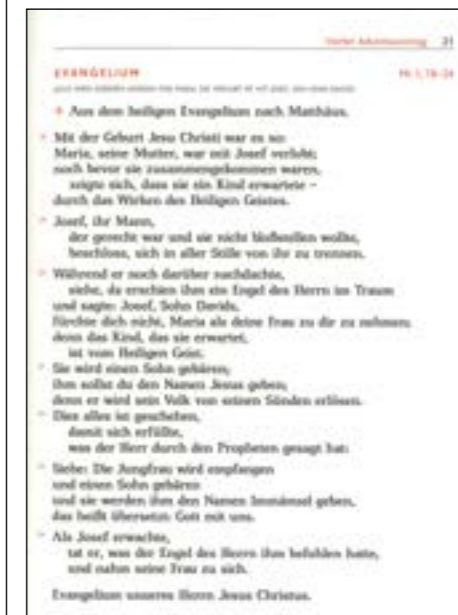 Vierter Adventssonntag 21
EVANGELIUM Mt 1, 18–24
+ Aus dem heiligen Evangelium nach Matthäus.
Mit der Geburt Jesu Christi war es so:
Maria, seine Mutter, war mit Josef verlobt;
noch bevor sie zusammengekommen waren,
zeigte sich, dass sie ein Kind erwartete –
durch das Wirken des Heiligen Geistes.
Josef, ihr Mann,
der gerecht war und sie nicht bloßstellen wollte,
beschloss, sich in aller Stille von ihr zu trennen.
Während er noch darüber nachdachte,
siehe, da erschien ihm ein Engel des Herrn im Traum
und sagte: Josef, Sohn Davids,
fürchte dich nicht, Maria als deine Frau zu dir zu nehmen;
denn das Kind, das sie erwartet,
ist vom Heiligen Geist.
Sie wird einen Sohn gebären;
ihm sollst du den Namen Jesus geben;
denn er wird sein Volk von seinen Sünden erlösen.
Dies alles ist geschehen,
damit sich erfüllte,
was der Herr durch den Propheten gesagt hat:
Siehe: Die Jungfrau wird empfangen
und einen Sohn gebären
und sie werden ihm den Namen Immánuel geben,
das heißt übersetzt: Gott mit uns.
Als Josef erwachte,
tat er, was der Engel des Herrn ihm befohlen hatte,
und nahm seine Frau zu sich.
Evangelium unseres Herrn Jesus Christus.